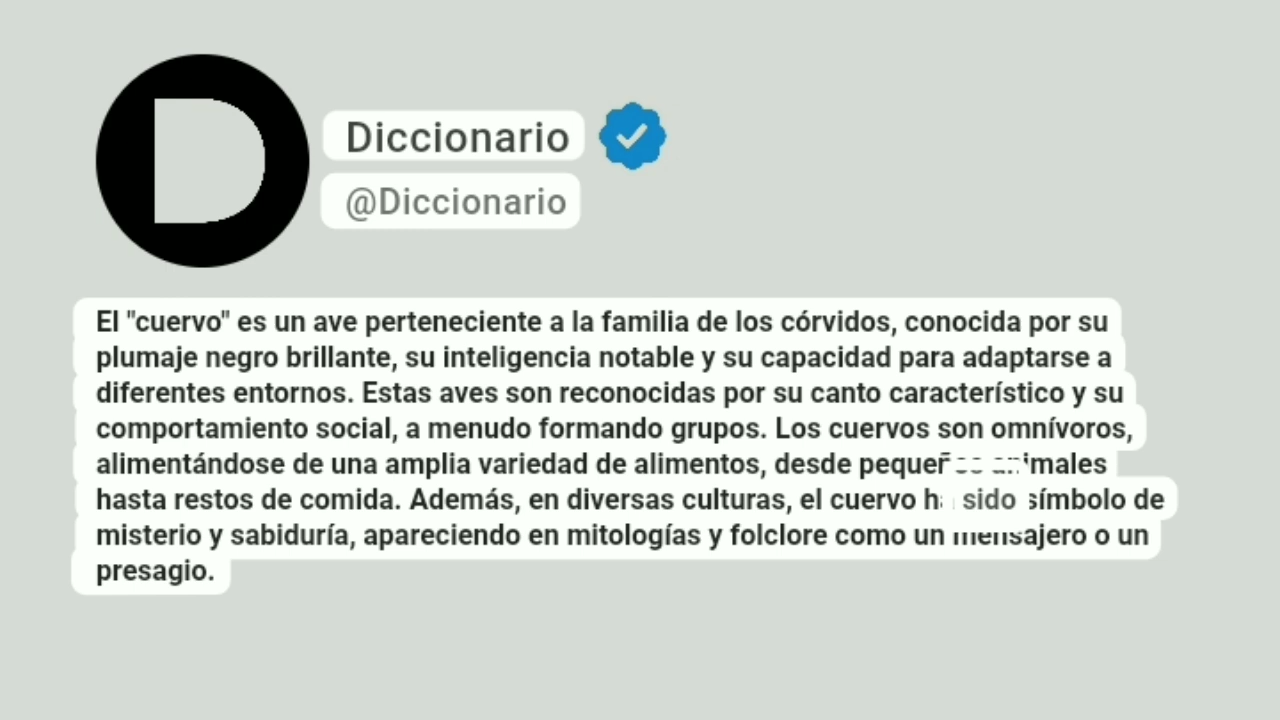 D
Diccionario
@Diccionario
El "cuervo" es un ave perteneciente a la familia de los córvidos, conocida por su
plumaje negro brillante, su inteligencia notable y su capacidad para adaptarse a
diferentes entornos. Estas aves son reconocidas por su canto característico y su
comportamiento social, a menudo formando grupos. Los cuervos son omnívoros,
alimentándose de una amplia variedad de alimentos, desde pequeños animales
hasta restos de comida. Además, en diversas culturas, el cuervo ha sido símbolo de
misterio y sabiduría, apareciendo en mitologías y folclore como un mensajero o un
presagio.